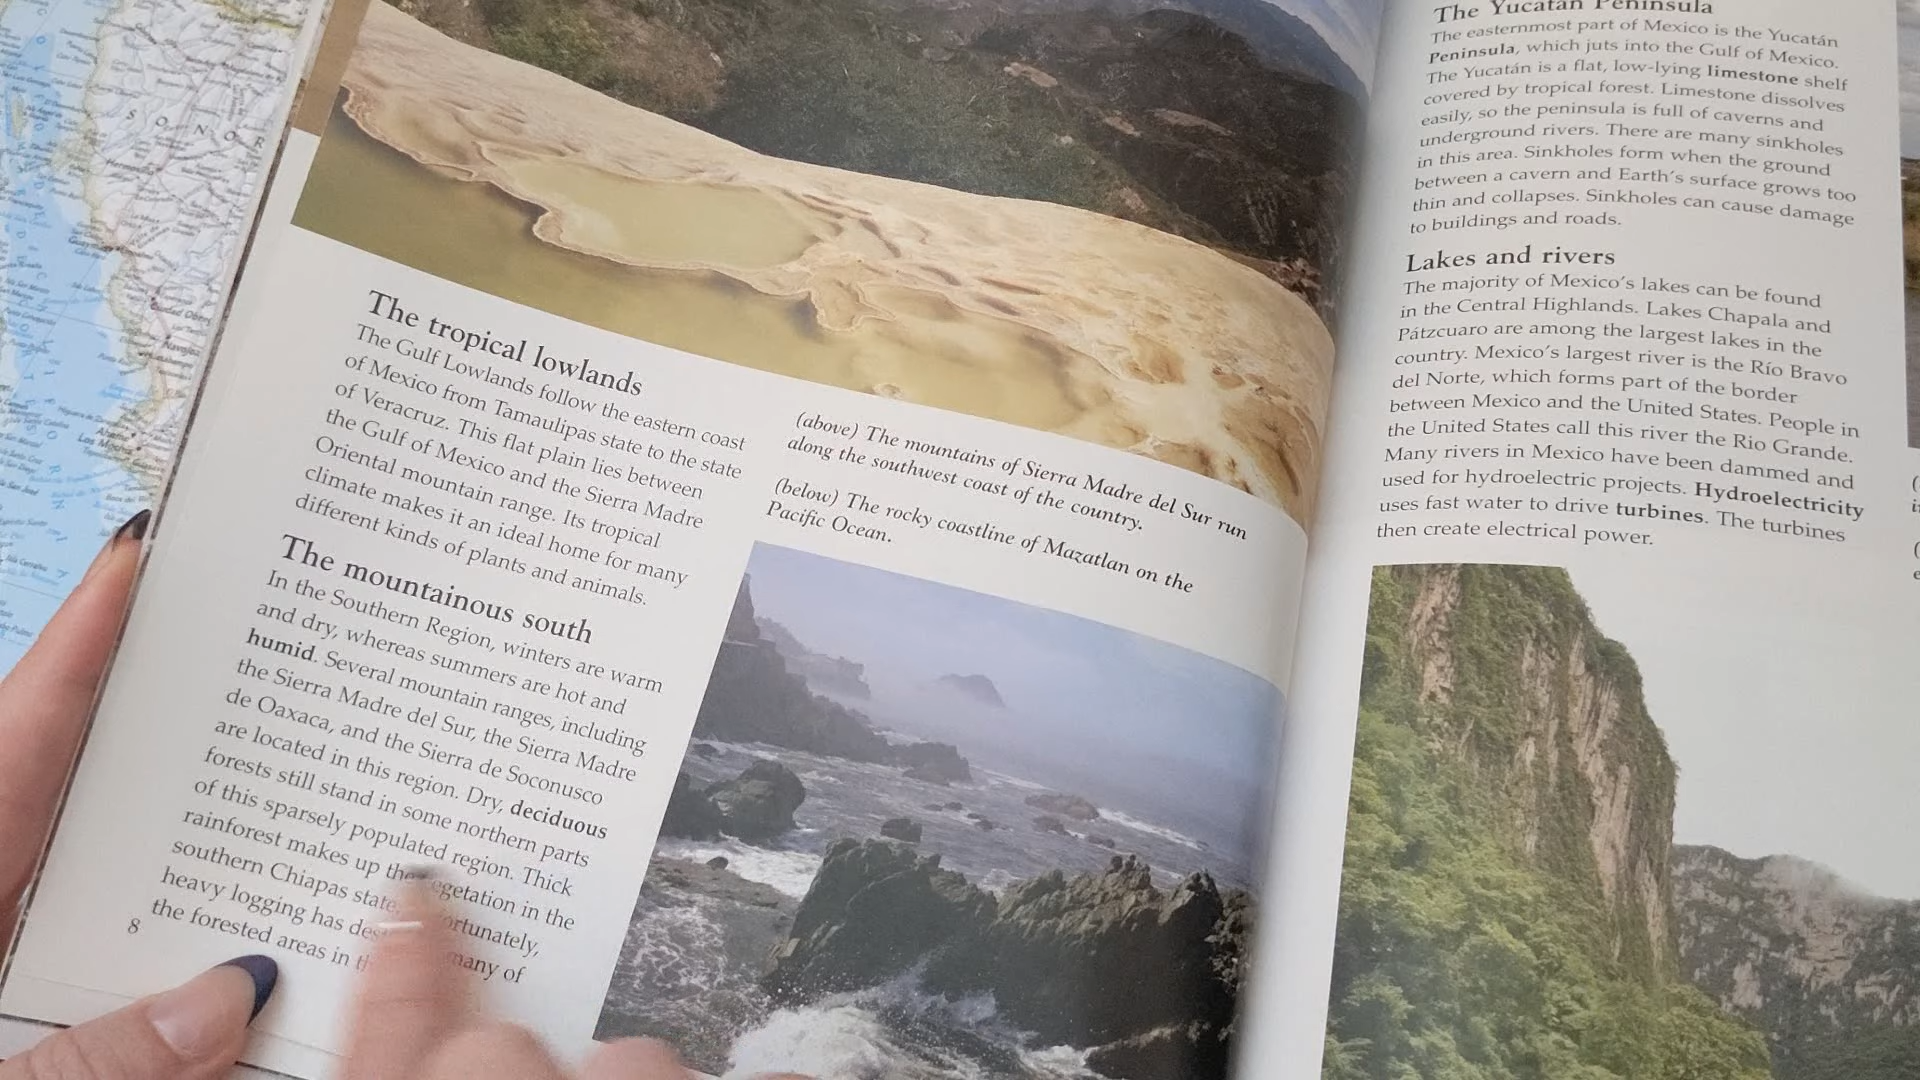 The tropical lowlands
The Gulf Lowlands follow the eastern coast
of Mexico from Tamaulipas state to the state
of Veracruz. This flat plain lies between
the Gulf of Mexico and the Sierra Madre
Oriental mountain range. Its tropical
climate makes it an ideal home for many
different kinds of plants and animals.
The mountainous south
In the Southern Region, winters are warm
and dry, whereas summers are hot and
humid. Several mountain ranges, including
the Sierra Madre del Sur, the Sierra Madre
de Oaxaca, and the Sierra de Soconusco
are located in this region. Dry, deciduous
forests still stand in some northern parts
of this sparsely populated region. Thick
rainforest makes up the vegetation in the
southern Chiapas state.
heavy logging has many of
the forested areas in
8
(above) The mountains of Sierra Madre del Sur run
along the southwest coast of the country.
(below) The rocky coastline of Mazatlan on the
Pacific Ocean.
The Yucatán Peninsula
The easternmost part of Mexico is the Yucatán
Peninsula, which juts into the Gulf of Mexico.
The Yucatán is a flat, low-lying limestone shelf
covered by tropical forest. Limestone dissolves
easily, so the peninsula is full of caverns and
underground rivers. There are many sinkholes
in this area. Sinkholes form when the ground
between a cavern and Earth's surface grows too
thin and collapses. Sinkholes can cause damage
to buildings and roads.
Lakes and rivers
The majority of Mexico's lakes can be found
in the Central Highlands. Lakes Chapala and
Pátzcuaro are among the largest lakes in the
country. Mexico's largest river is the Río Bravo
del Norte, which forms part of the border
between Mexico and the United States. People in
the United States call this river the Rio Grande.
Many rivers in Mexico have been dammed and
used for hydroelectric projects. Hydroelectricity
uses fast water to drive turbines. The turbines
then create electrical power.
S O N O R